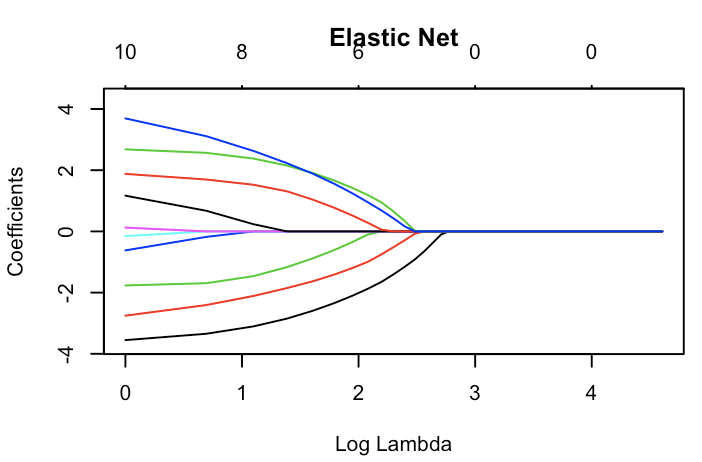 Elastic Net
10 8 6 0 0
4
2
0
-2
-4
Coefficients
0 1 2 3 4
Log Lambda